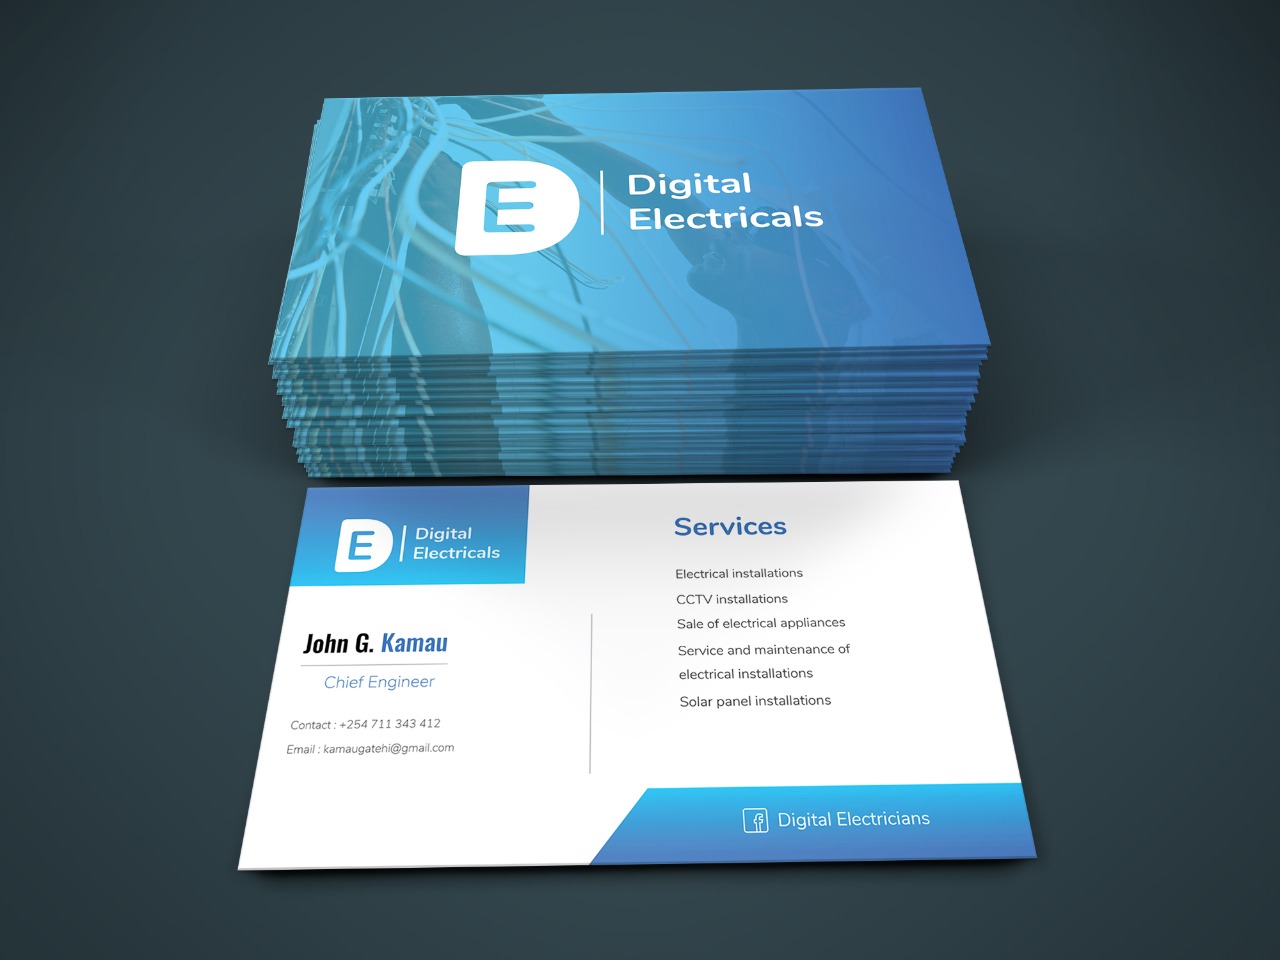 E
Digital
Electricals
E
Digital
Electricals
John G. Kamau
Chief Engineer
Contact : +254 711 343 412
Email : kamaugatehi@gmail.com
Services
Electrical installations
CCTV installations
Sale of electrical appliances
Service and maintenance of
electrical installations
Solar panel installations
f Digital Electricians